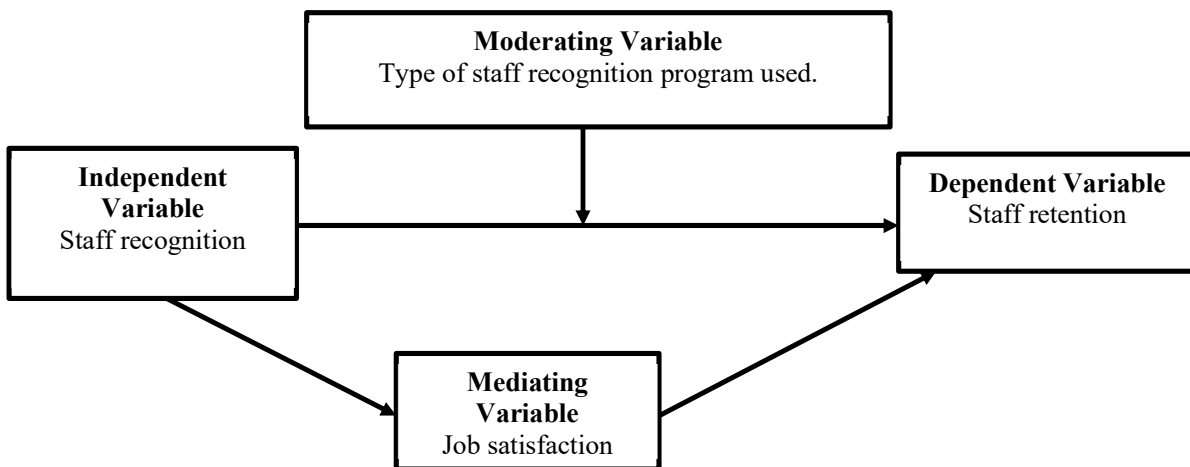 Moderating Variable
Type of staff recognition program used.
Independent
Variable
Staff recognition
Dependent Variable
Staff retention
Mediating
Variable
Job satisfaction